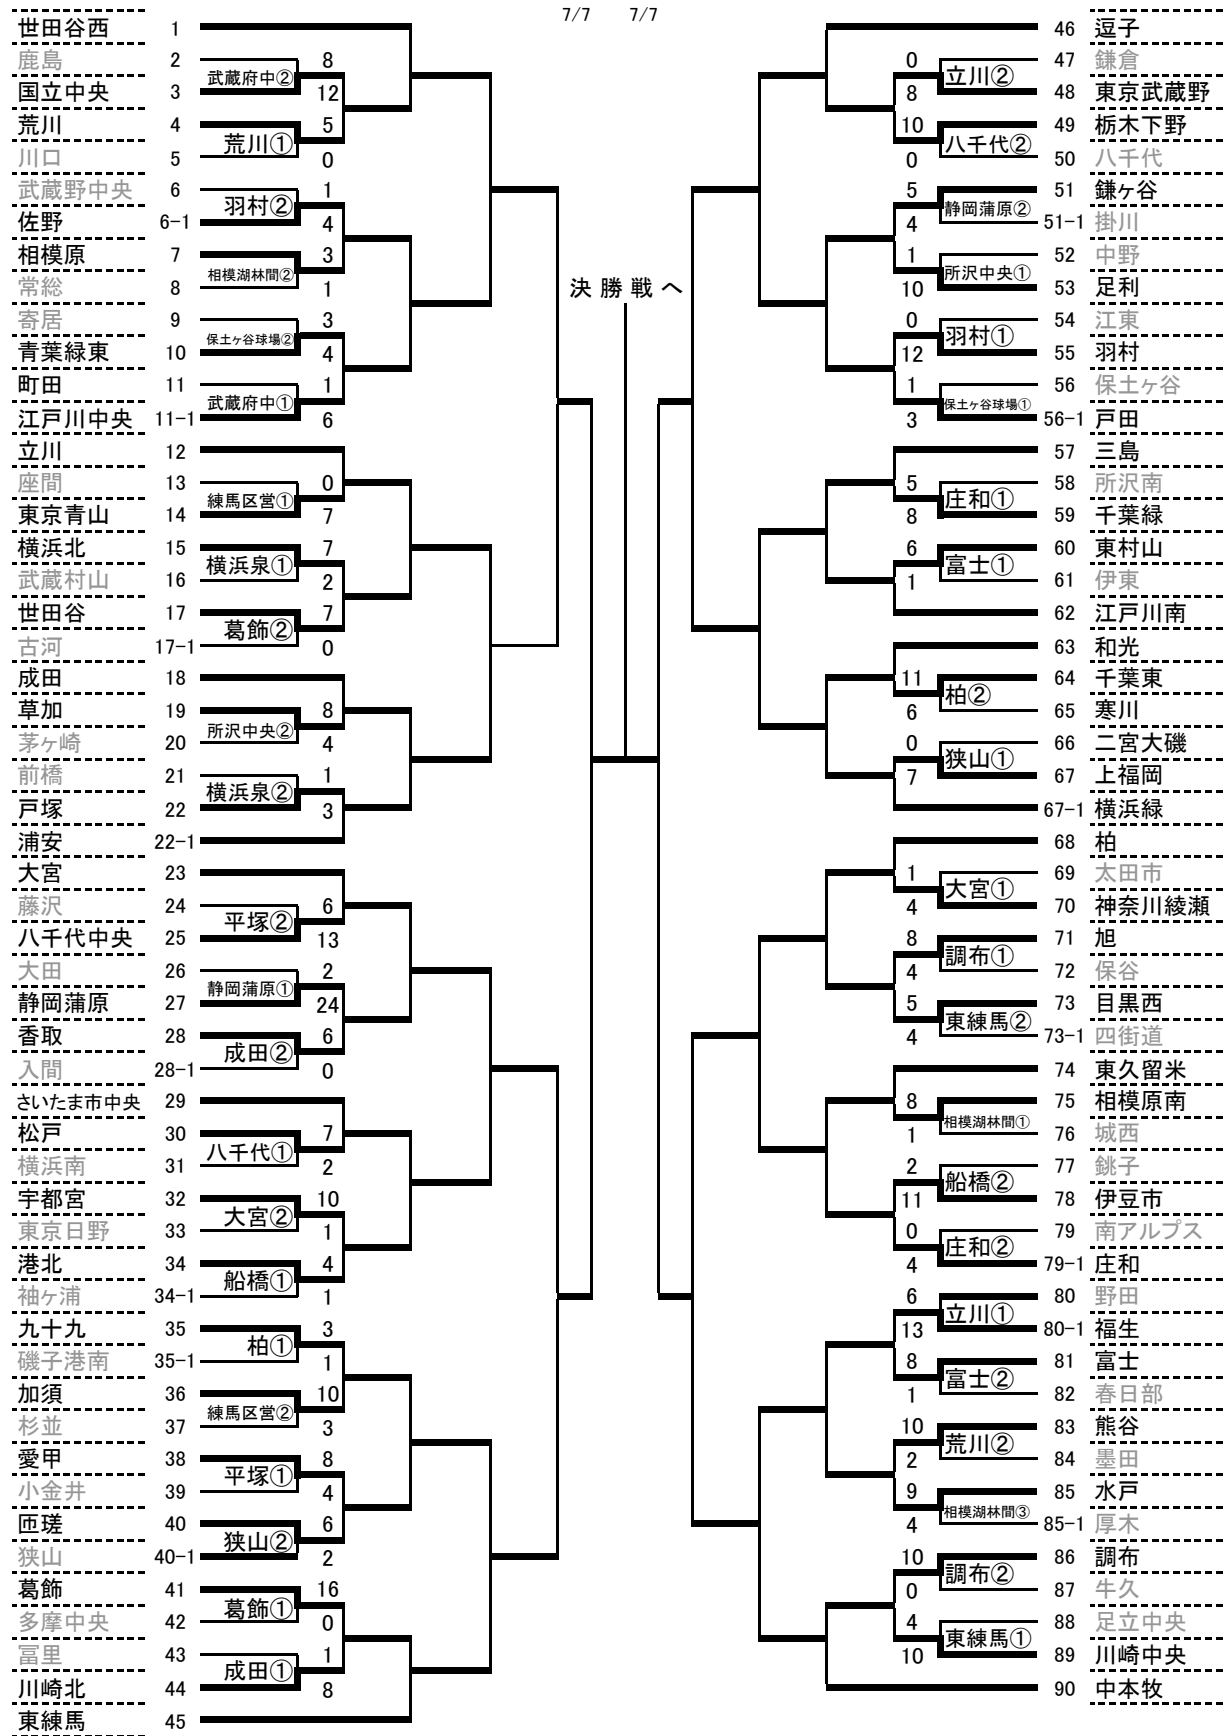 7/7 7/7
世田谷西 1
鹿島 2 8
武蔵府中②
国立中央 3 12
荒川 4 5
荒川①
川口 5 0
武蔵野中央 6 1
羽村②
佐野 6-1 4
相模原 7 3
相模湖林間②
常総 8 1
寄居 9 3
保土ヶ谷球場②
青葉緑東 10 4
町田 11 1
武蔵府中①
江戸川中央 11-1 6
立川 12
座間 13 0
練馬区営①
東京青山 14 7
横浜北 15 7
横浜泉①
武蔵村山 16 2
世田谷 17 7
葛飾②
古河 17-1 0
成田 18
草加 19 8
所沢中央②
茅ヶ崎 20 4
前橋 21 1
横浜泉②
戸塚 22 3
浦安 22-1
大宮 23
藤沢 24 6
平塚②
八千代中央 25 13
大田 26 2
静岡蒲原①
静岡蒲原 27 24
香取 28 6
成田②
入間 28-1 0
さいたま市中央 29
松戸 30 7
八千代①
横浜南 31 2
宇都宮 32 10
大宮②
東京日野 33 1
港北 34 4
船橋①
袖ヶ浦 34-1 1
九十九 35 3
柏①
磯子港南 35-1 1
加須 36 10
練馬区営②
杉並 37 3
愛甲 38 8
平塚①
小金井 39 4
匝瑳 40 6
狭山②
狭山 40-1 2
葛飾 41 16
葛飾①
多摩中央 42 0
冨里 43 1
成田①
川崎北 44 8
東練馬 45
決勝戦へ
46 逗子
0 47 鎌倉
立川②
8 48 東京武蔵野
10 49 栃木下野
八千代②
0 50 八千代
5 51 鎌ヶ谷
静岡蒲原②
4 51-1 掛川
1 52 中野
所沢中央①
10 53 足利
0 54 江東
羽村①
12 55 羽村
1 56 保土ヶ谷
保土ヶ谷球場①
3 56-1 戸田
57 三島
5 58 所沢南
庄和①
8 59 千葉緑
6 60 東村山
富士①
1 61 伊東
62 江戸川南
63 和光
11 64 千葉東
柏②
6 65 寒川
0 66 二宮大磯
狭山①
7 67 上福岡
67-1 横浜緑
68 柏
1 69 太田市
大宮①
4 70 神奈川綾瀬
8 71 旭
調布①
4 72 保谷
5 73 目黒西
東練馬②
4 73-1 四街道
74 東久留米
8 75 相模原南
相模湖林間①
1 76 城西
2 77 銚子
船橋②
11 78 伊豆市
0 79 南アルプス
庄和②
4 79-1 庄和
6 80 野田
立川①
13 80-1 福生
8 81 富士
富士②
1 82 春日部
10 83 熊谷
荒川②
2 84 墨田
9 85 水戸
相模湖林間③
4 85-1 厚木
10 86 調布
調布②
0 87 牛久
4 88 足立中央
東練馬①
10 89 川崎中央
90 中本牧